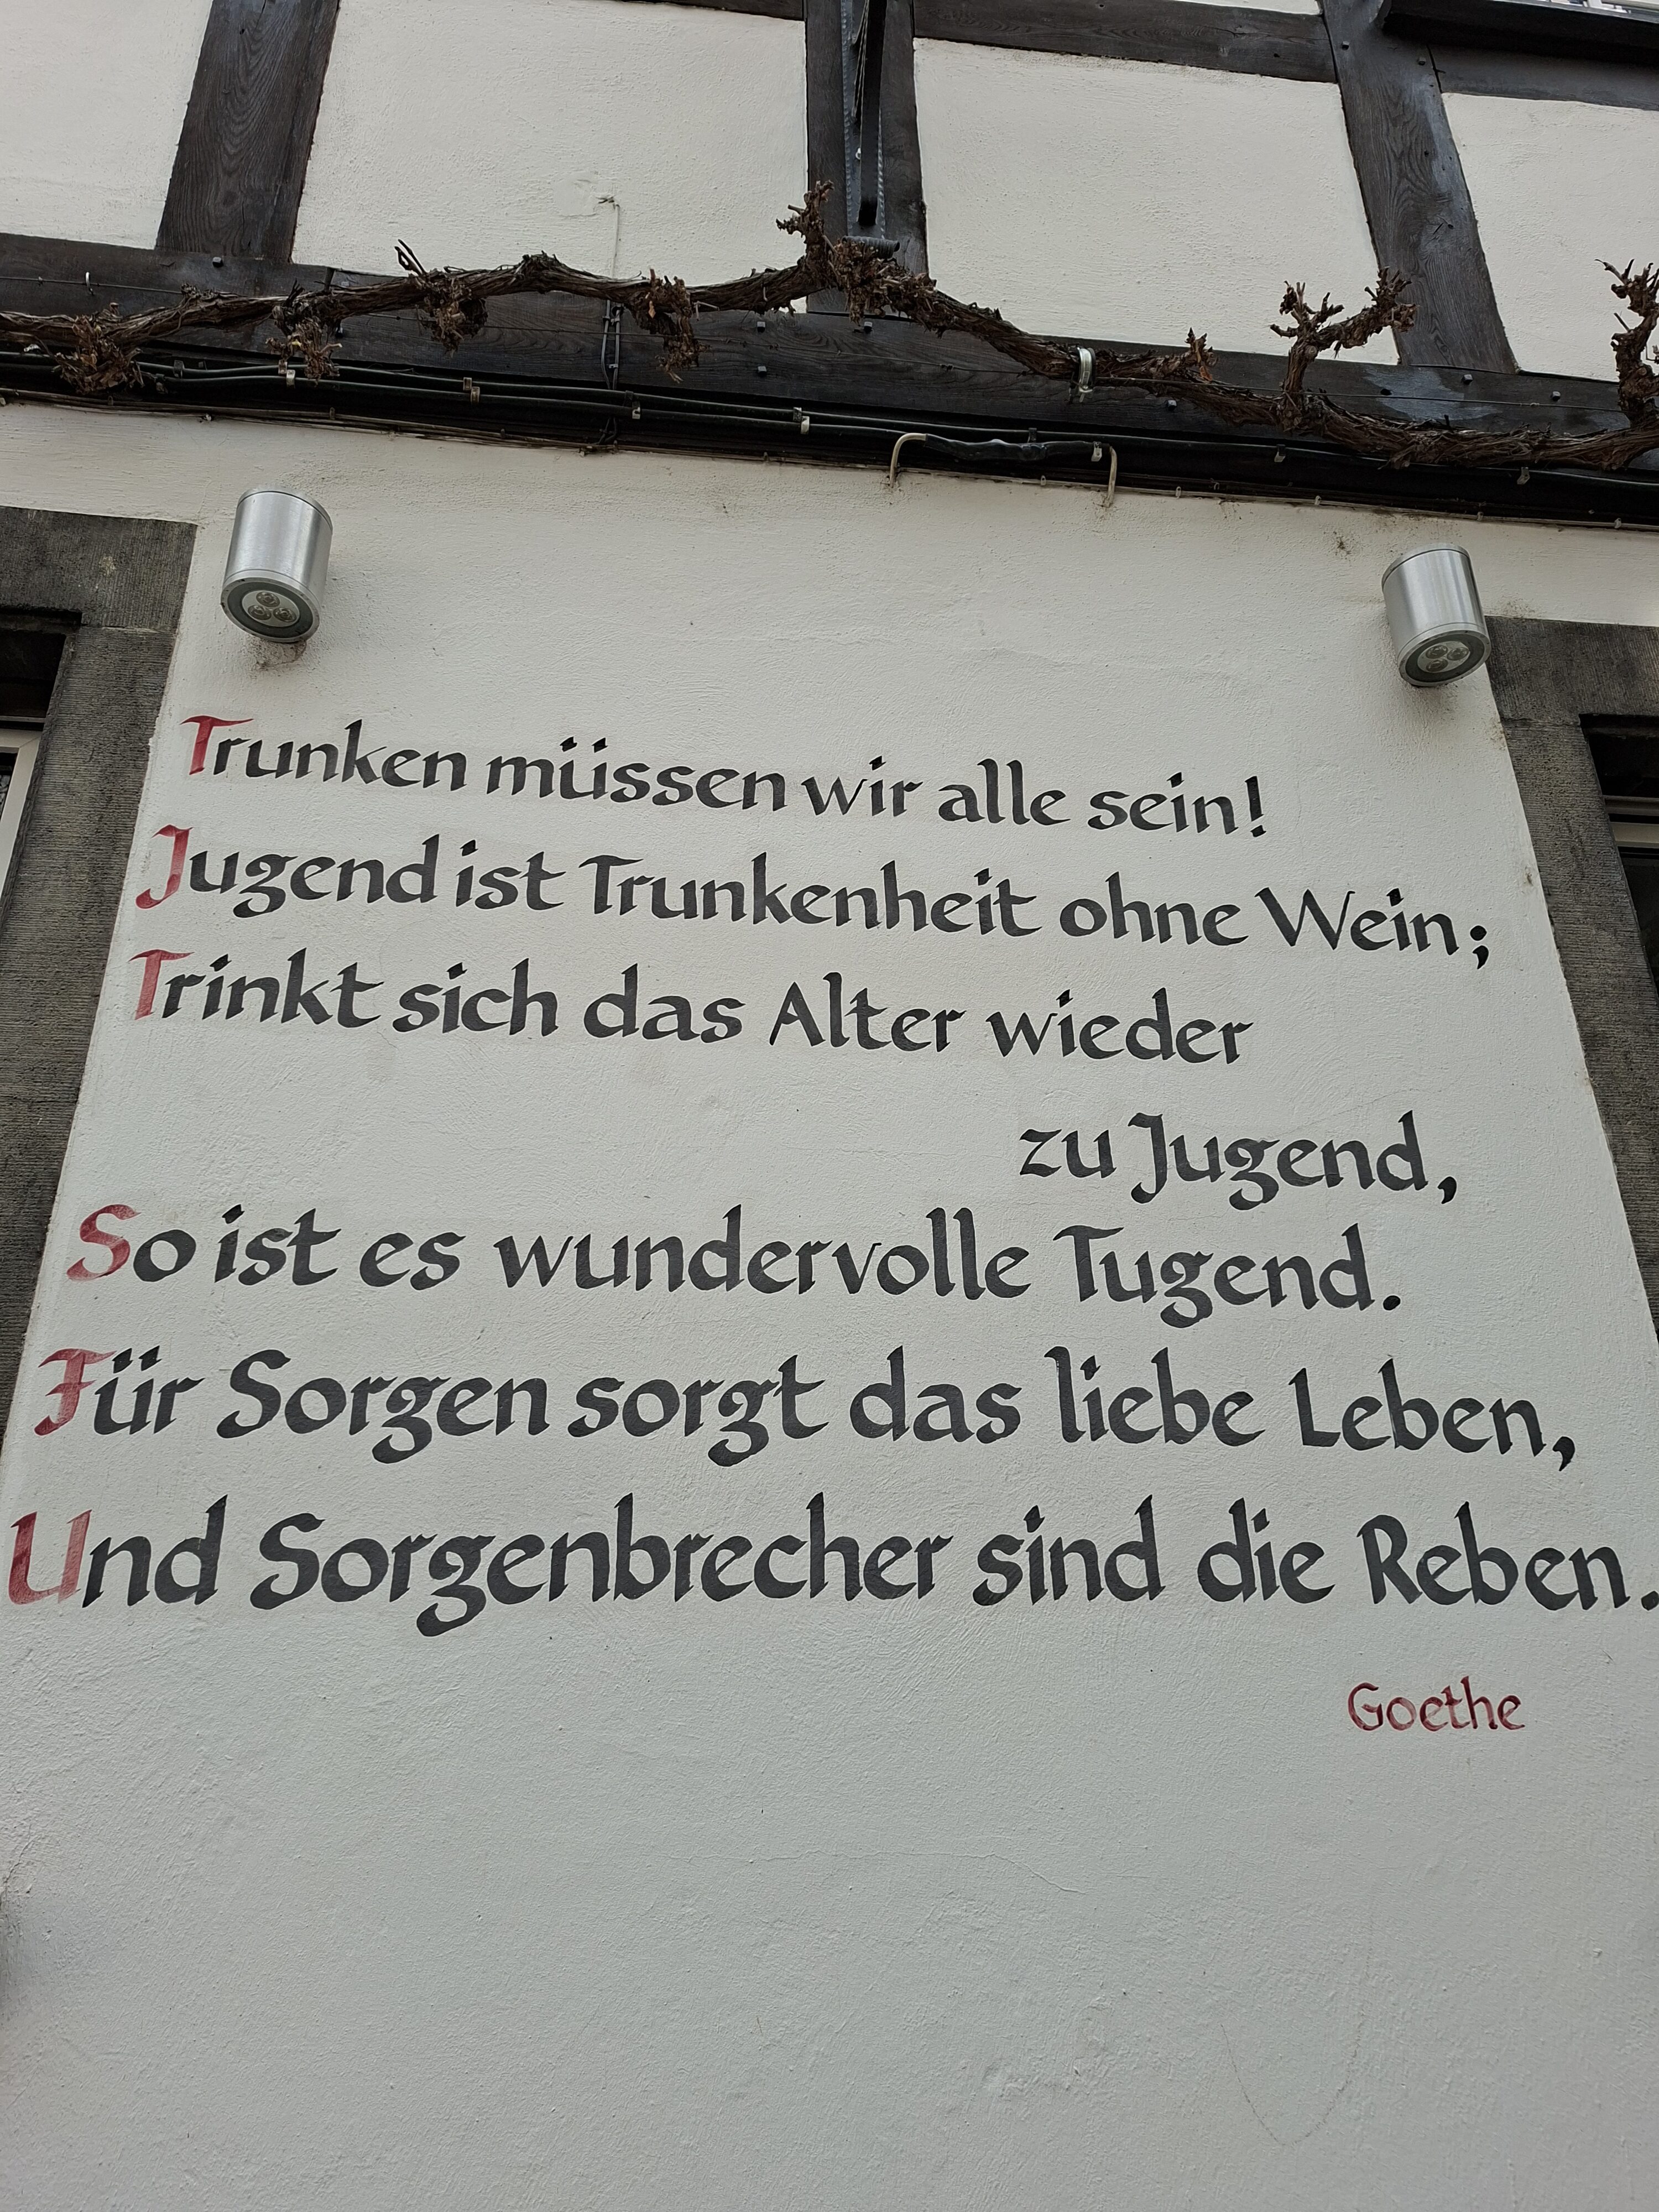 Trunken müssen wir alle sein!
Jugend ist Trunkenheit ohne Wein;
Trinkt sich das Alter wieder
zu Jugend,
So ist es wundervolle Tugend.
Für Sorgen sorgt das liebe Leben,
Und Sorgenbrecher sind die Reben.
Goethe